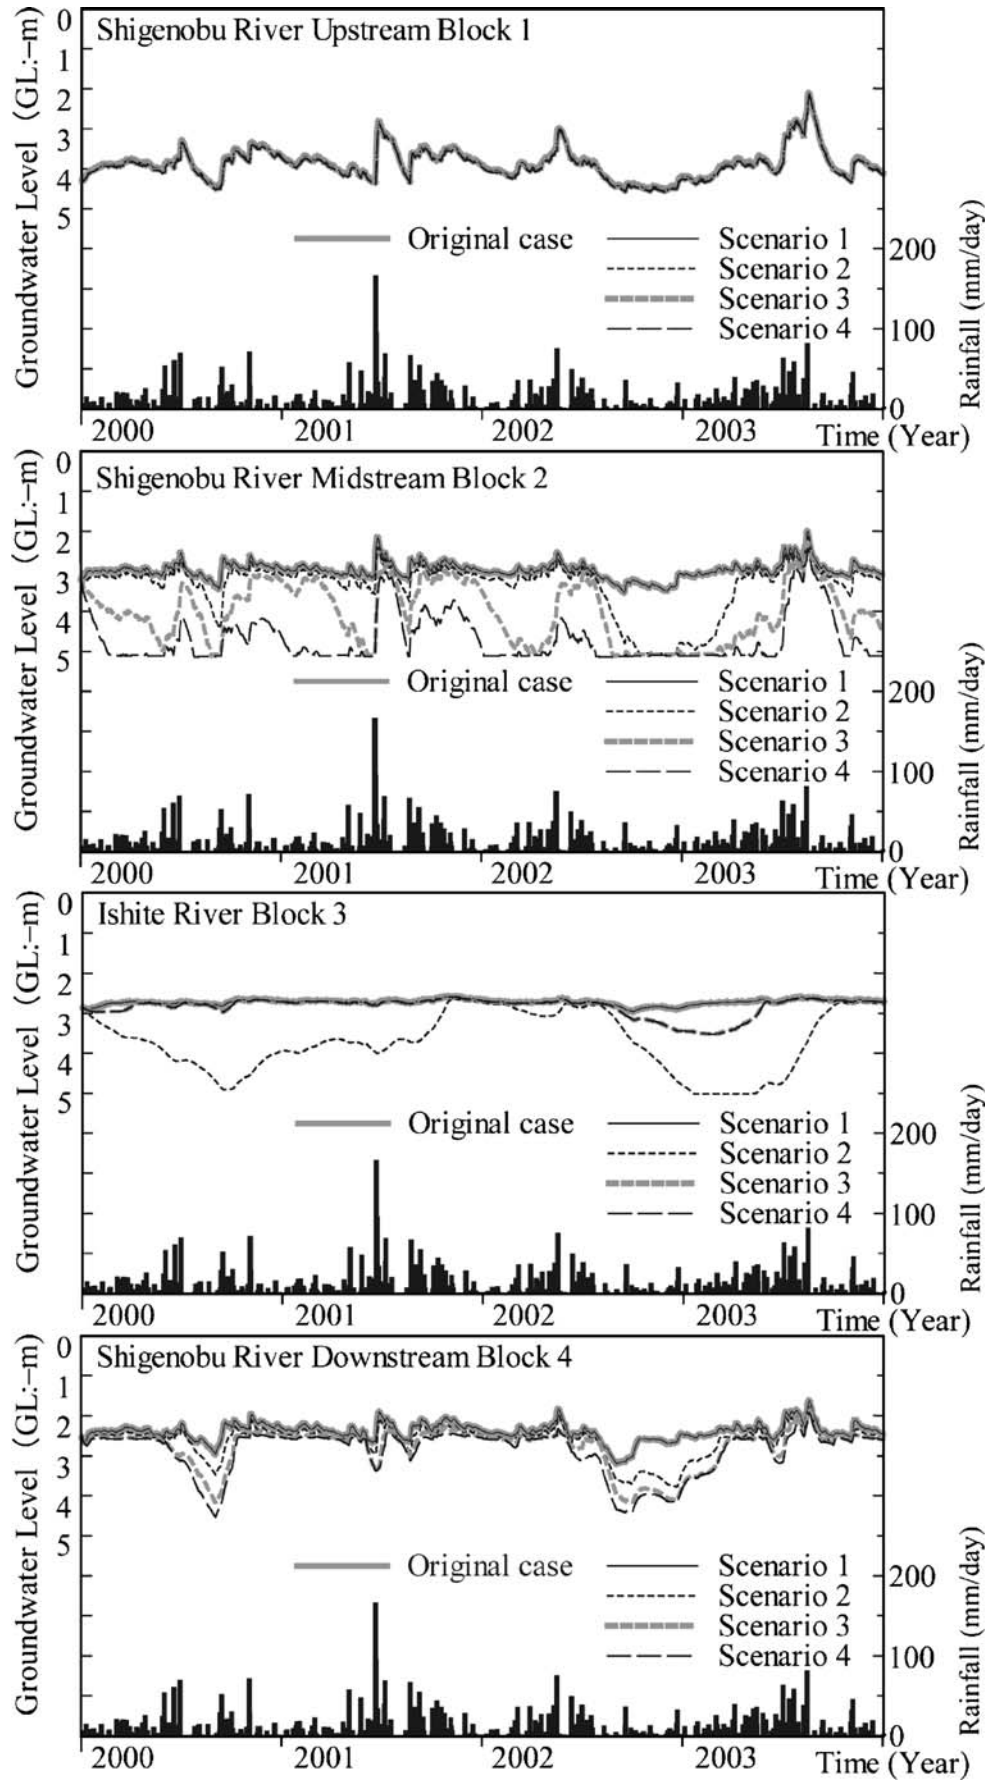 Shigenobu River Upstream Block 1
Groundwater Level (GL:−m)
0
1
2
3
4
5
Original case
Scenario 1
Scenario 2
Scenario 3
Scenario 4
200
100
0
Rainfall (mm/day)
2000 2001 2002 2003 Time (Year)
Shigenobu River Midstream Block 2
Groundwater Level (GL:−m)
0
1
2
3
4
5
Original case
Scenario 1
Scenario 2
Scenario 3
Scenario 4
200
100
0
Rainfall (mm/day)
2000 2001 2002 2003 Time (Year)
Ishite River Block 3
Groundwater Level (GL:−m)
0
1
2
3
4
5
Original case
Scenario 1
Scenario 2
Scenario 3
Scenario 4
200
100
0
Rainfall (mm/day)
2000 2001 2002 2003 Time (Year)
Shigenobu River Downstream Block 4
Groundwater Level (GL:−m)
0
1
2
3
4
5
Original case
Scenario 1
Scenario 2
Scenario 3
Scenario 4
200
100
0
Rainfall (mm/day)
2000 2001 2002 2003 Time (Year)